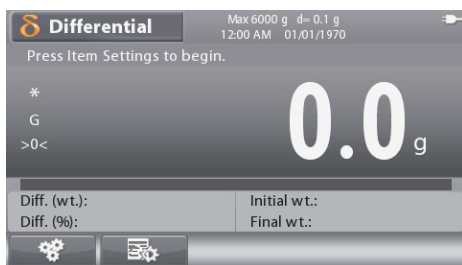 δ Differential
Max 6000 g d= 0.1 g
12:00 AM 01/01/1970
Press Item Settings to begin.
*
G
>0<
0.0 g
Diff. (wt.):
Initial wt.:
Diff. (%):
Final wt.: